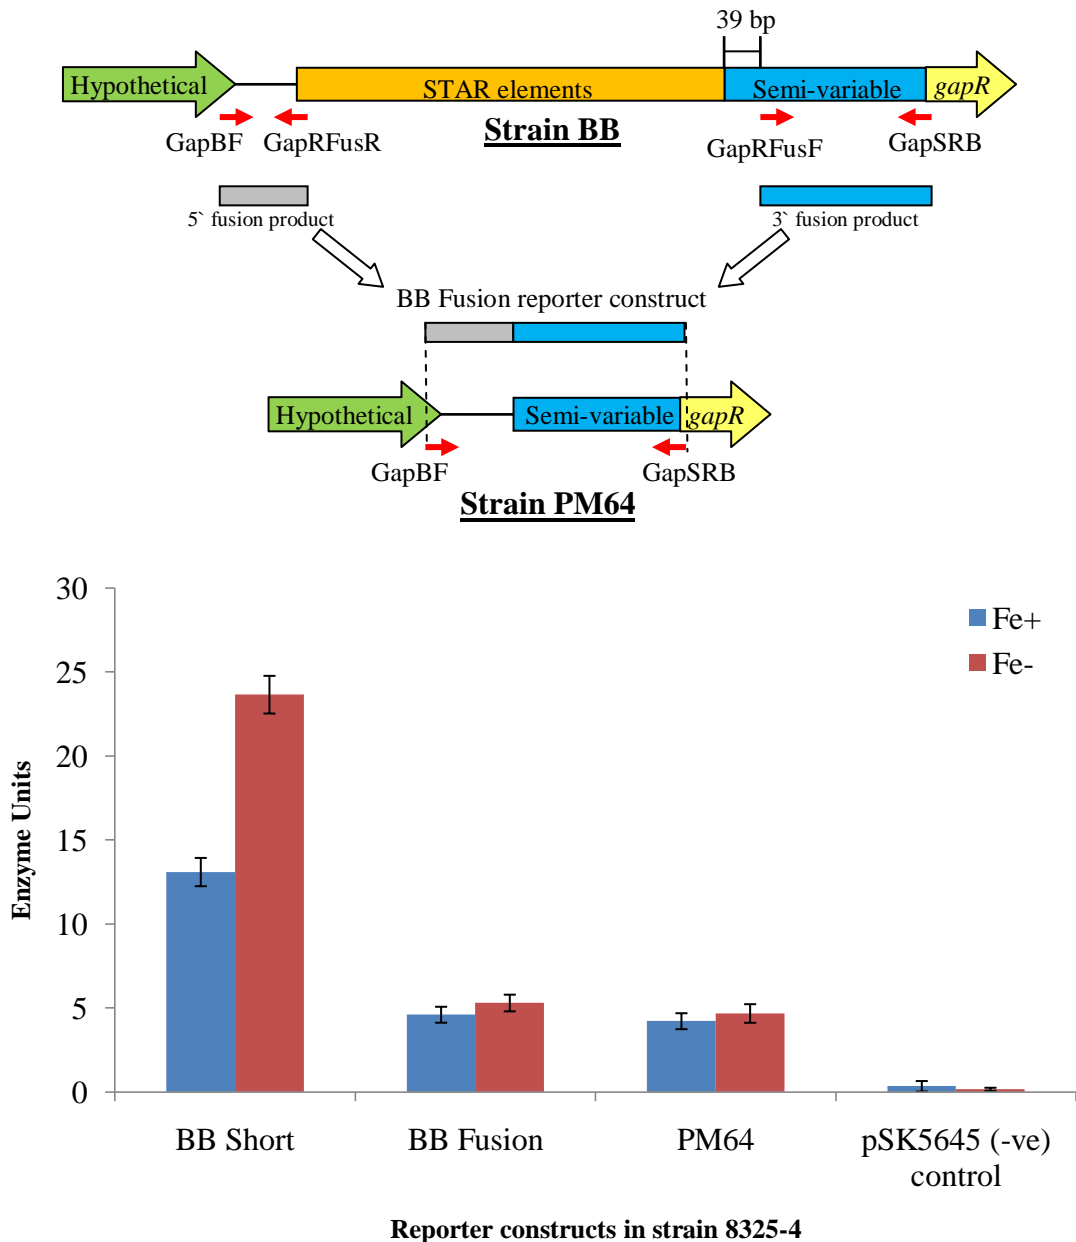 39 bp
Hypothetical
STAR elements
Semi-variable
gapR
GapBF
GapRFusR
Strain BB
GapRFusF
GapSRB
5` fusion product
3` fusion product
BB Fusion reporter construct
Hypothetical
Semi-variable
gapR
GapBF
GapSRB
Strain PM64
30
25
20
15
10
5
0
Enzyme Units
Fe+
Fe-
BB Short
BB Fusion
PM64
pSK5645 (-ve)
control
Reporter constructs in strain 8325-4